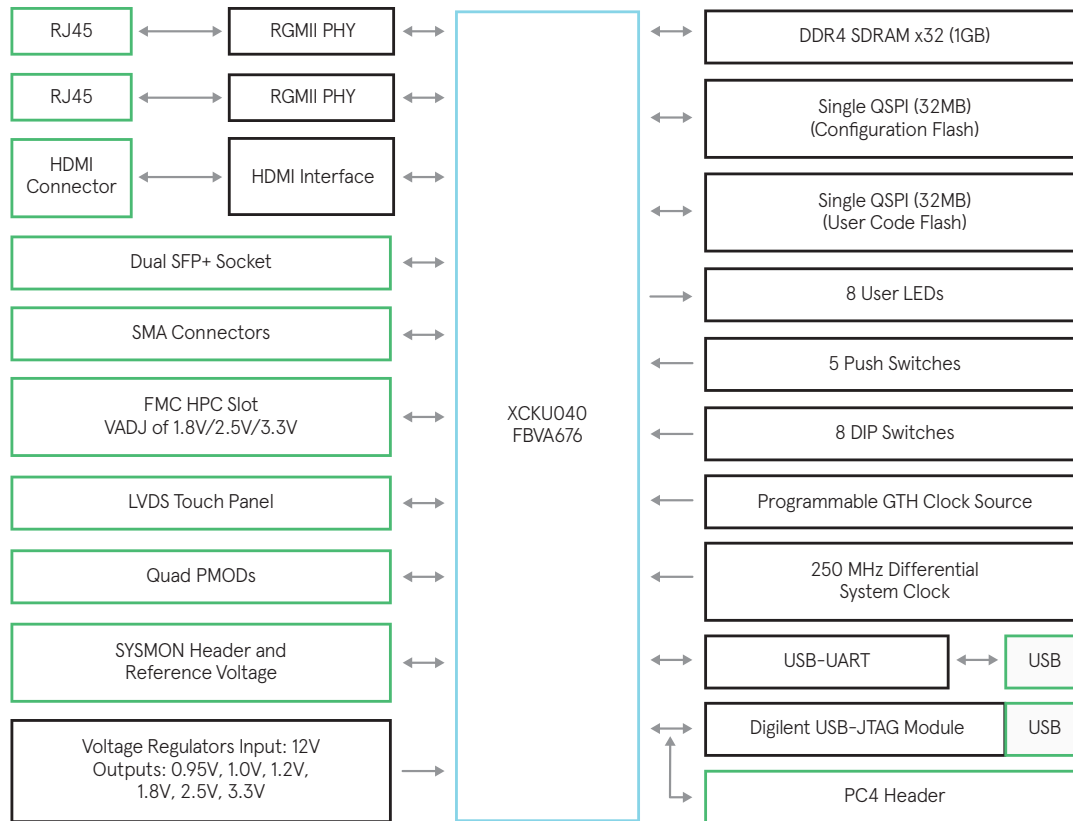 RJ45
RGMII PHY
RJ45
RGMII PHY
HDMI
Connector
HDMI Interface
Dual SFP+ Socket
SMA Connectors
FMC HPC Slot
VADJ of 1.8V/2.5V/3.3V
LVDS Touch Panel
Quad PMODs
SYSMON Header and
Reference Voltage
Voltage Regulators Input: 12V
Outputs: 0.95V, 1.0V, 1.2V,
1.8V, 2.5V, 3.3V
XCKU040
FBVA676
DDR4 SDRAM x32 (1GB)
Single QSPI (32MB)
(Configuration Flash)
Single QSPI (32MB)
(User Code Flash)
8 User LEDs
5 Push Switches
8 DIP Switches
Programmable GTH Clock Source
250 MHz Differential
System Clock
USB-UART
USB
Digilent USB-JTAG Module
USB
PC4 Header